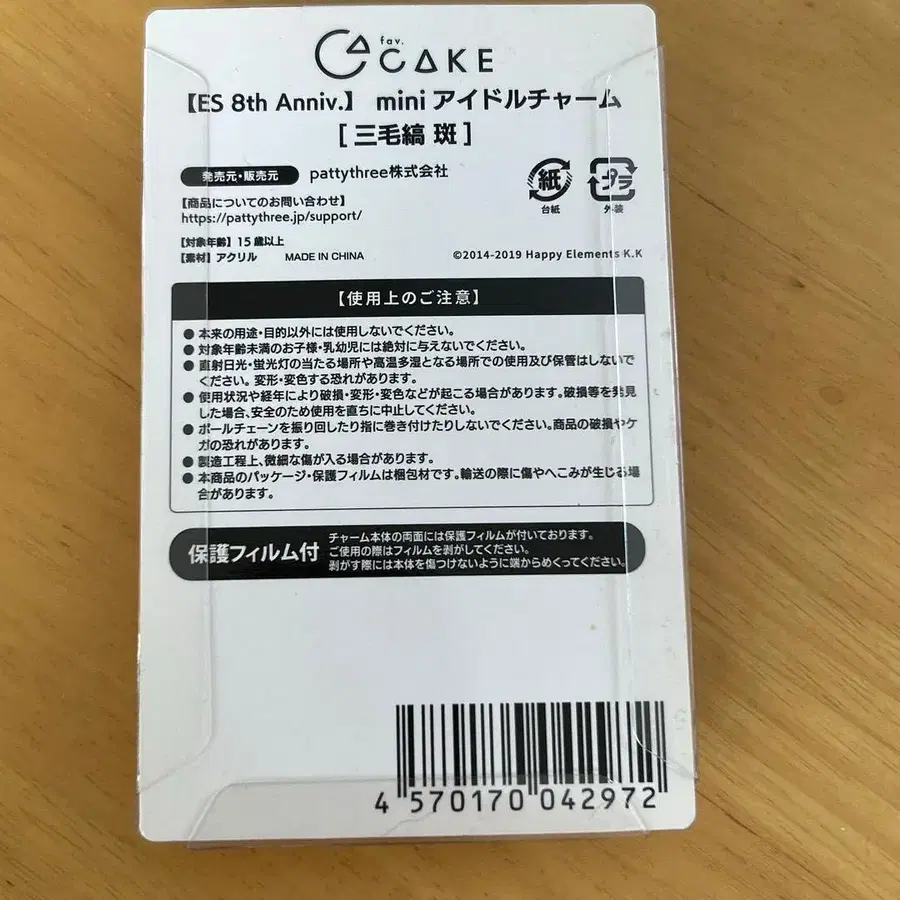 fav.
CAKE
【ES 8th Anniv.】 mini アイドルチャーム
[ 三毛縞 斑 ]
発売元・販売元 pattythree株式会社
紙
台紙
プラ
外装
【商品についてのお問い合わせ】
https://pattythree.jp/support/
【対象年齢】15歳以上
【素材】アクリル MADE IN CHINA
©2014-2019 Happy Elements K.K
【使用上のご注意】
● 本来の用途・目的以外には使用しないでください。
● 対象年齢未満のお子様・乳幼児には絶対に与えないでください。
● 直射日光・蛍光灯の当たる場所や高温多湿となる場所での使用及び保管はしないで
ください。変形・変色する恐れがあります。
● 使用状況や経年により破損・変形・変色などが起こる場合があります。破損等を発見
した場合、安全のため使用を直ちに中止してください。
● ボールチェーンを振り回したり指に巻き付けたりしないでください。商品の破損やケ
ガの恐れがあります。
● 製造工程上、微細な傷が入る場合があります。
● 本商品のパッケージ・保護フィルムは梱包材です。輸送の際に傷やへこみが生じる場
合があります。
保護フィルム付
チャーム本体の両面には保護フィルムが付いております。
ご使用の際はフィルムを剥がしてください。
剥がす際には本体を傷つけないように端からめくってください。
4 570170 042972